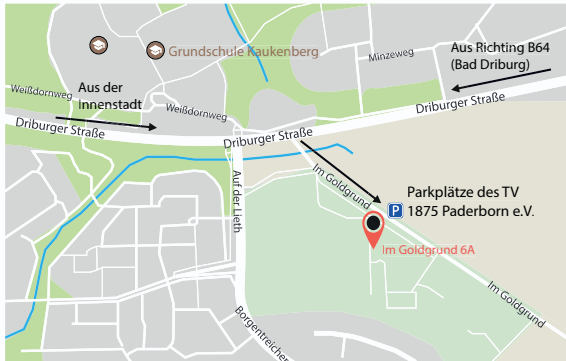 Grundschule Kaukenberg
Minzeweg
Aus Richting B64
(Bad Driburg)
Weißdornweg
Aus der
Innenstadt
Weißdornweg
Driburger Straße
Driburger Straße
Driburger Straße
Auf der Lieth
Im Goldgrund
P
Parkplätze des TV
1875 Paderborn e.V.
Im Goldgrund 6A
Im Goldgrund
Borgentreicher